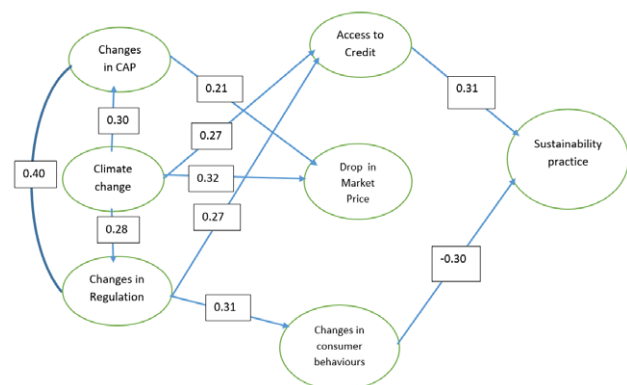 Changes
in CAP
Access to
Credit
0.21
0.31
0.30
0.27
0.40
Climate
change
0.32
Drop in
Market
Price
Sustainability
practice
0.28
0.27
Changes in
Regulation
0.31
-0.30
Changes in
consumer
behaviours